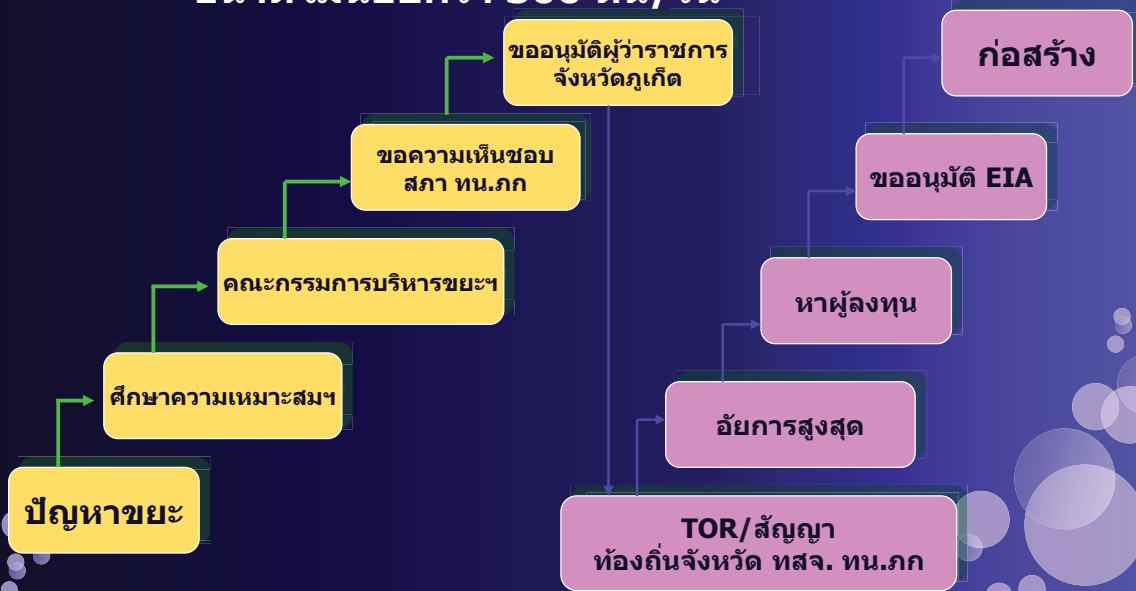 ปัญหาขยะ
ศึกษาความเหมาะสมฯ
คณะกรรมการบริหารขยะฯ
ขอความเห็นชอบ
สภา ทน.ภก
ขออนุมัติผู้ว่าราชการ
จังหวัดภูเก็ต
TOR/สัญญา
ท้องถิ่นจังหวัด ทสจ. ทน.ภก
อัยการสูงสุด
หาผู้ลงทุน
ขออนุมัติ EIA
ก่อสร้าง